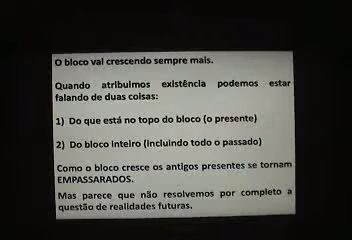 O bloco vai crescendo sempre mais.
Quando atribuímos existência podemos estar
falando de duas coisas:
1) Do que está no topo do bloco (o presente)
2) Do bloco inteiro (incluindo todo o passado)
Como o bloco cresce os antigos presentes se tornam
EMPASSARADOS.
Mas parece que não resolvemos por completo a
questão de realidades futuras.